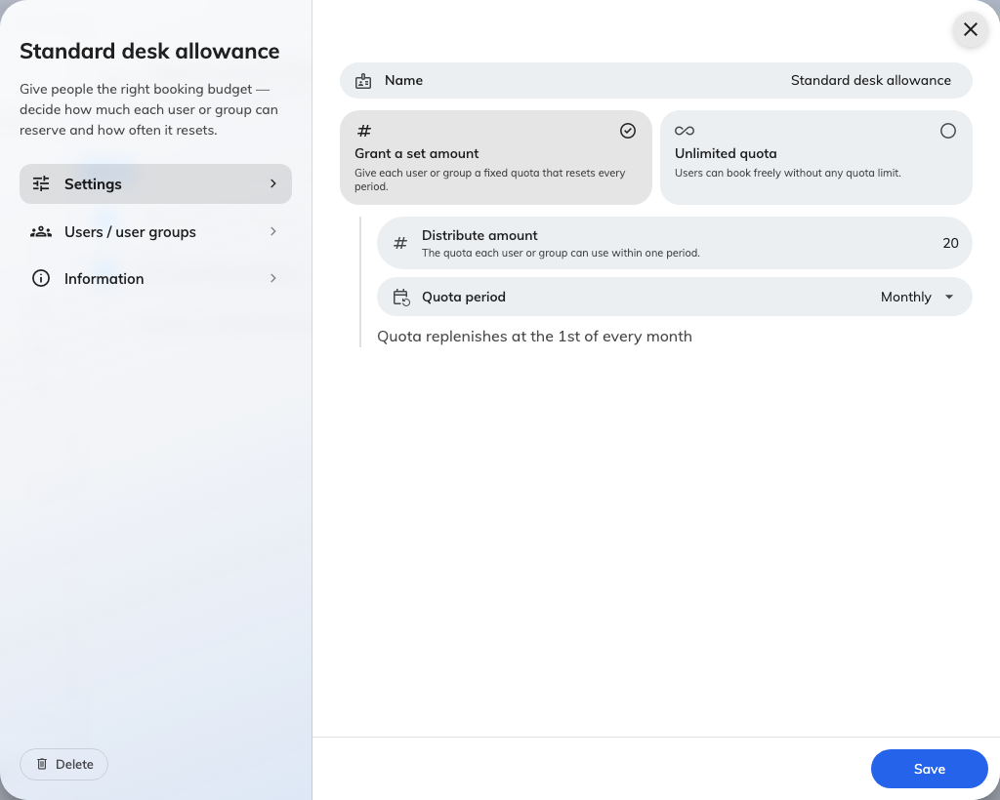 Standard desk allowance
Give people the right booking budget —
decide how much each user or group can
reserve and how often it resets.
Settings
Users / user groups
Information
Delete
Name
Standard desk allowance
Grant a set amount
Give each user or group a fixed quota that resets every
period.
Unlimited quota
Users can book freely without any quota limit.
Distribute amount
The quota each user or group can use within one period.
20
Quota period
Monthly
Quota replenishes at the 1st of every month
Save